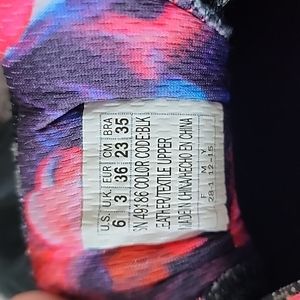 U.S. U.K. EUR CM BRA
6 3 36 23 35
SN 49786 COLOR CODE:BLK
LEATHER/TEXTILE UPPER
MADE IN CHINA/HECHO EN CHINA
F M Y